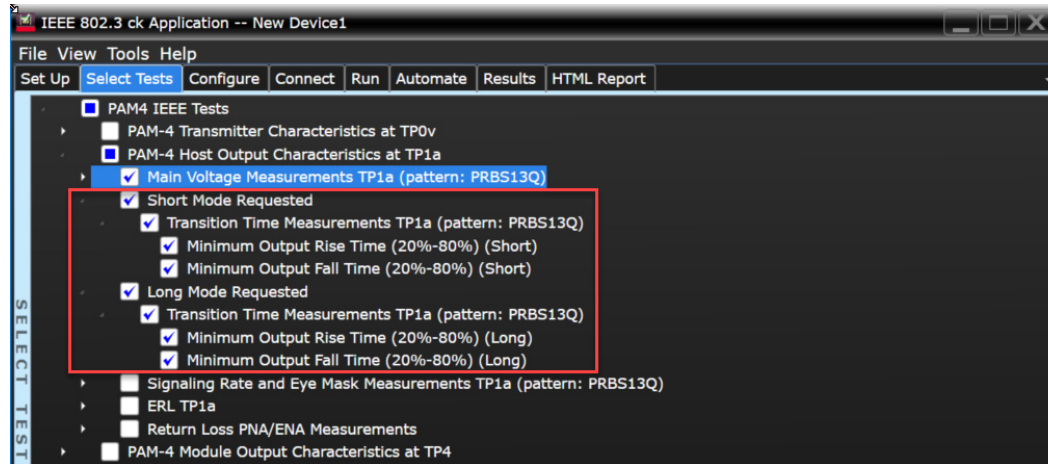 IEEE 802.3 ck Application -- New Device1
File View Tools Help
Set Up Select Tests Configure Connect Run Automate Results HTML Report
PAM4 IEEE Tests
PAM-4 Transmitter Characteristics at TP0v
PAM-4 Host Output Characteristics at TP1a
Main Voltage Measurements TP1a (pattern: PRBS13Q)
Short Mode Requested
Transition Time Measurements TP1a (pattern: PRBS13Q)
Minimum Output Rise Time (20%-80%) (Short)
Minimum Output Fall Time (20%-80%) (Short)
Long Mode Requested
Transition Time Measurements TP1a (pattern: PRBS13Q)
Minimum Output Rise Time (20%-80%) (Long)
Minimum Output Fall Time (20%-80%) (Long)
Signaling Rate and Eye Mask Measurements TP1a (pattern: PRBS13Q)
ERL TP1a
Return Loss PNA/ENA Measurements
PAM-4 Module Output Characteristics at TP4
SELECT TEST